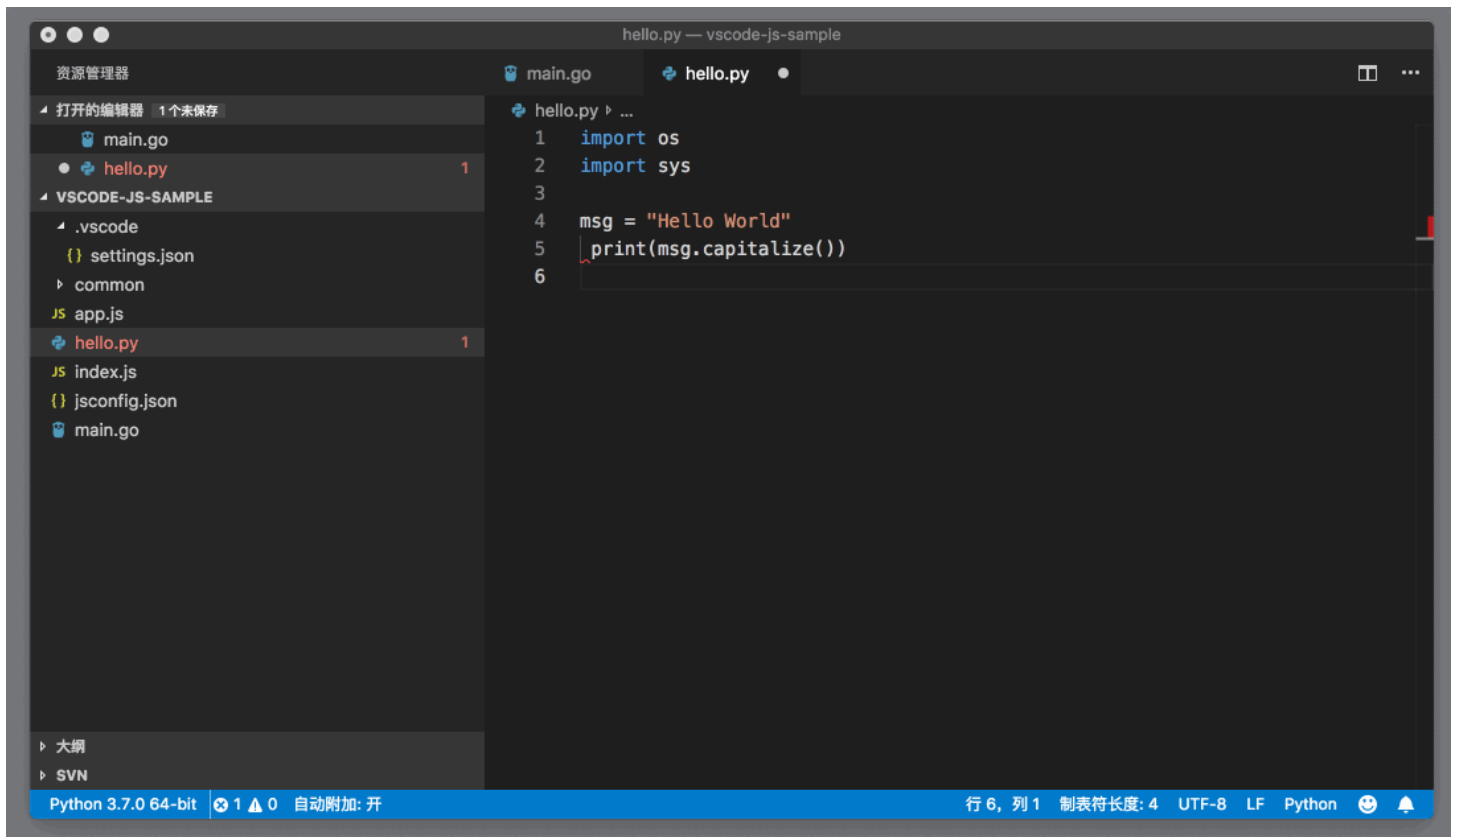 hello.py — vscode-js-sample
资源管理器
打开的编辑器 1 个未保存
main.go
hello.py 1
VSCODE-JS-SAMPLE
.vscode
{} settings.json
common
JS app.js
hello.py 1
JS index.js
{} jsconfig.json
main.go
大纲
SVN
main.go hello.py
hello.py ...
1 import os
2 import sys
3
4 msg = "Hello World"
5 print(msg.capitalize())
6
Python 3.7.0 64-bit 1 0 自动附加: 开 行 6，列 1 制表符长度: 4 UTF-8 LF Python